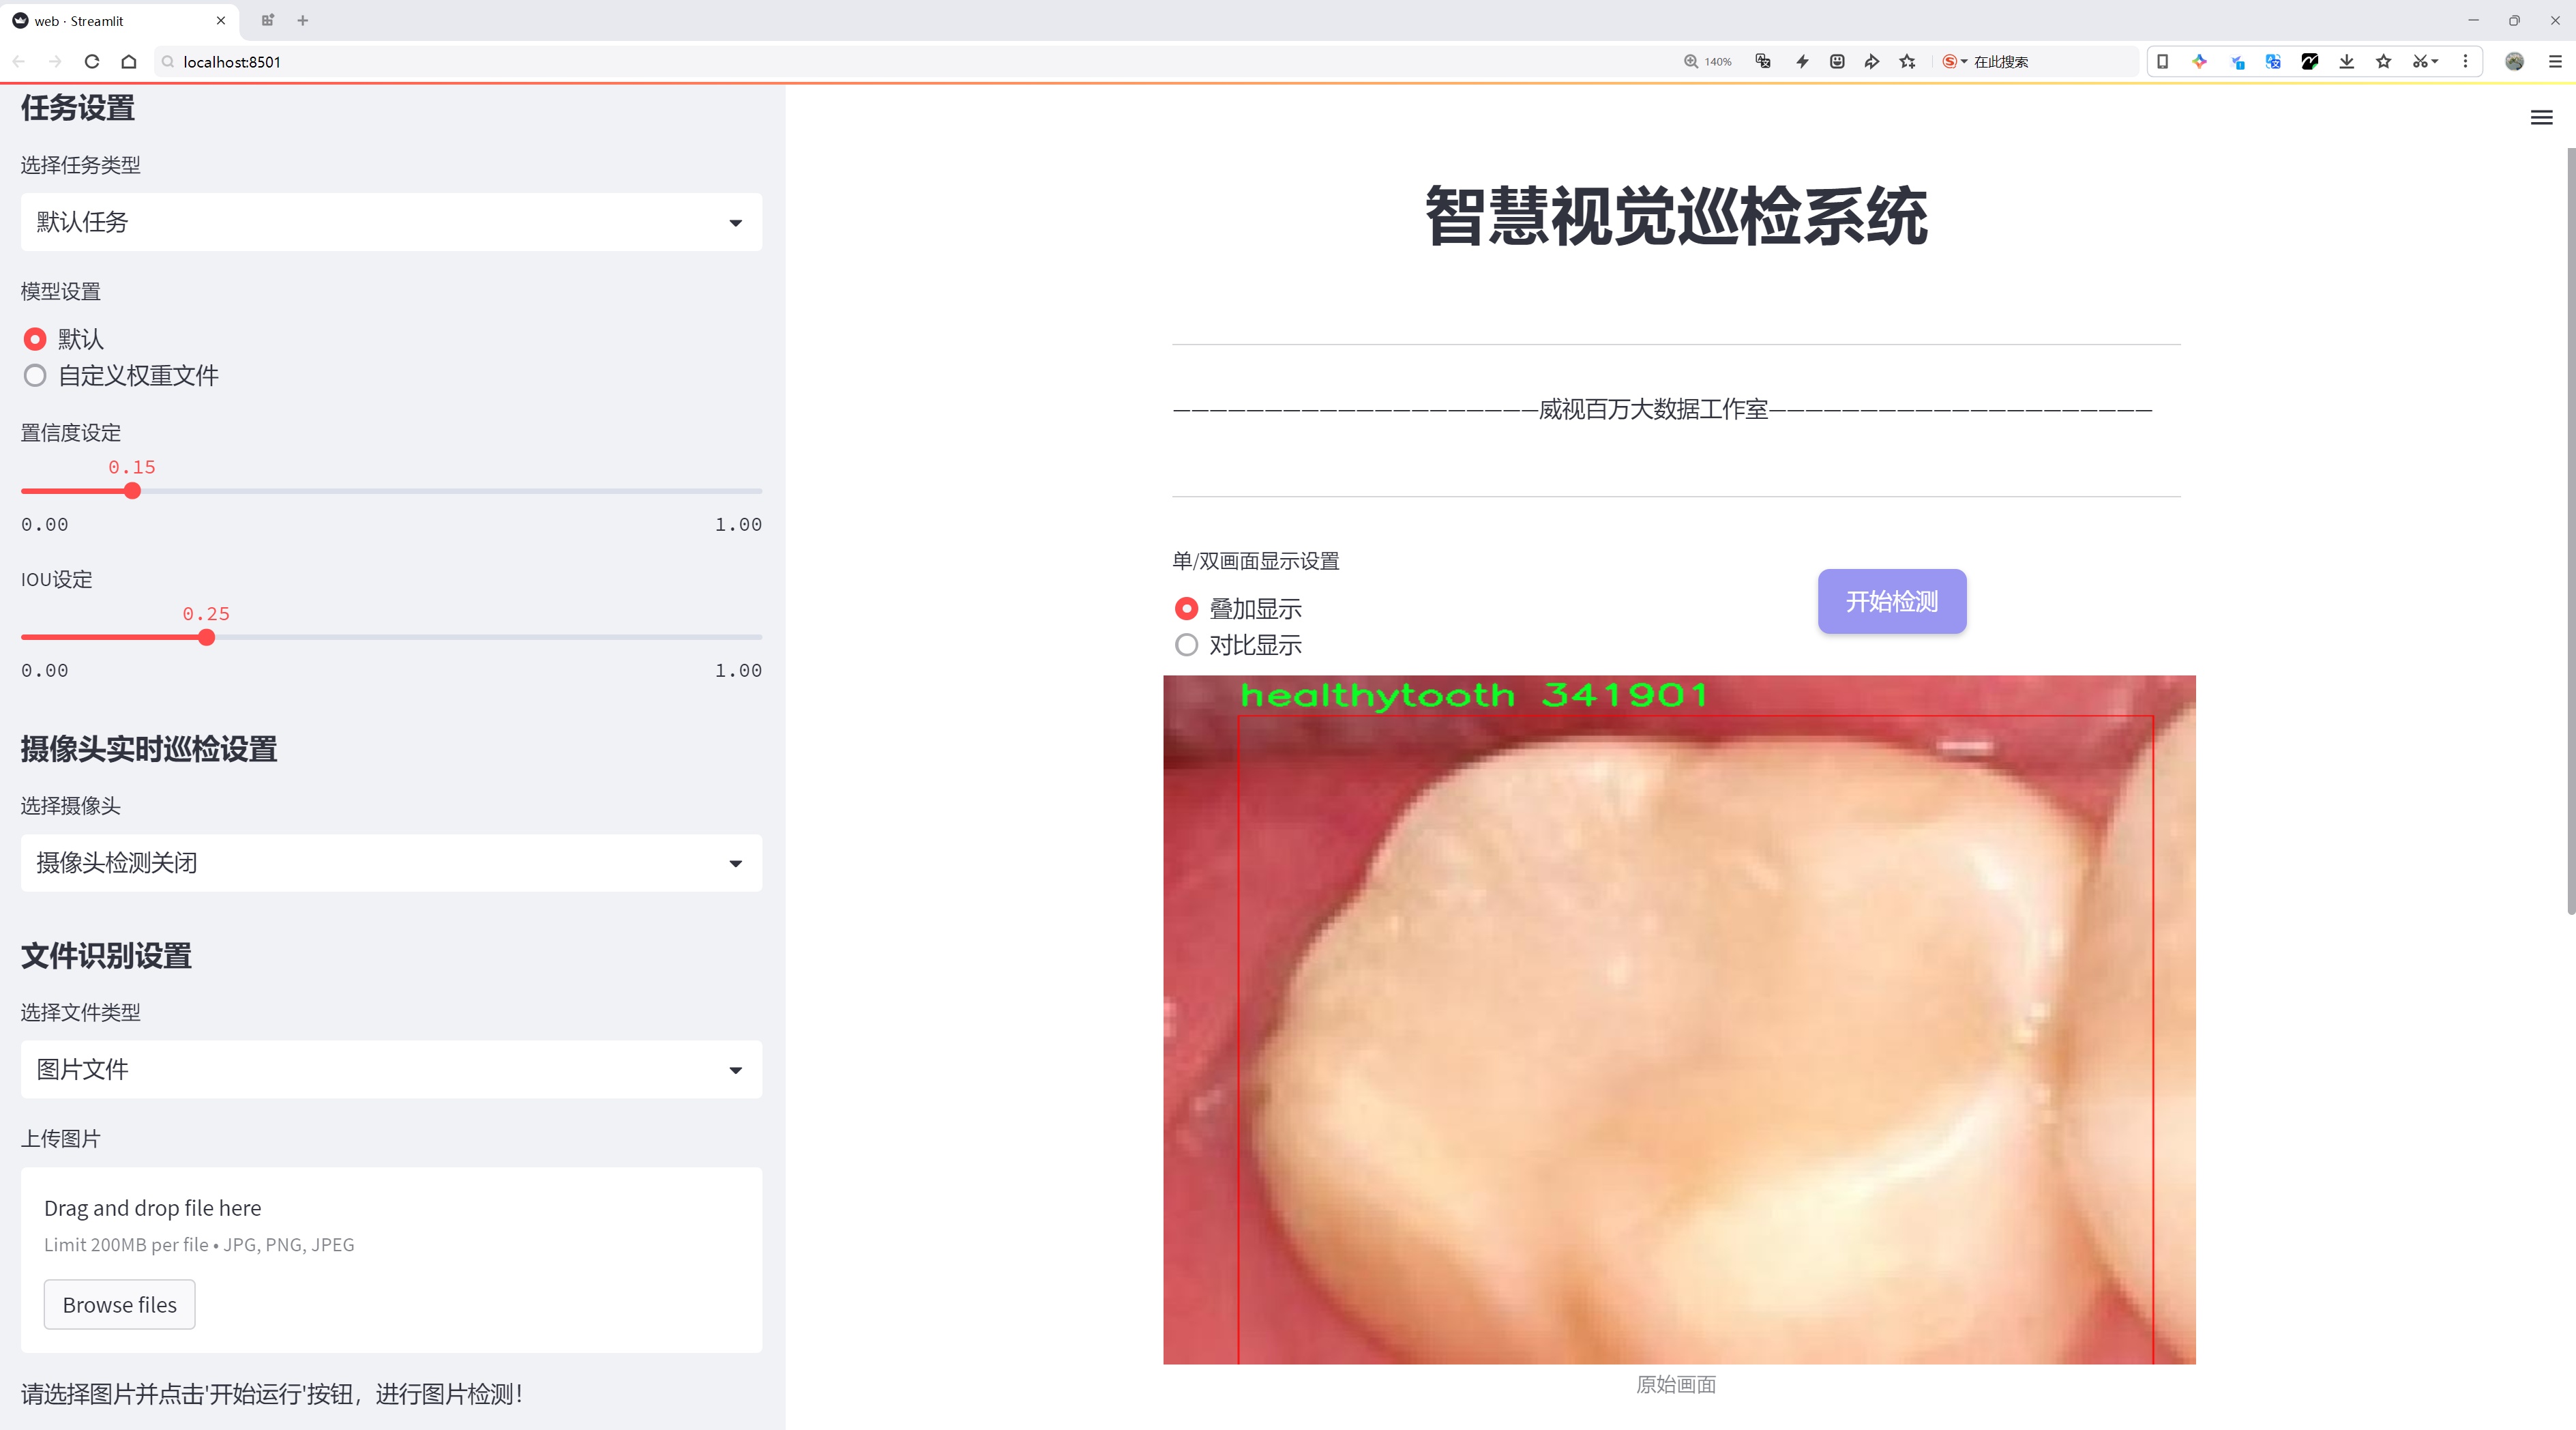 web · Streamlit
localhost:8501
140%
在此搜索
任务设置
选择任务类型
默认任务
模型设置
默认
自定义权重文件
置信度设定
0.15
0.00
1.00
IOU设定
0.25
0.00
1.00
摄像头实时巡检设置
选择摄像头
摄像头检测关闭
文件识别设置
选择文件类型
图片文件
上传图片
Drag and drop file here
Limit 200MB per file • JPG, PNG, JPEG
Browse files
请选择图片并点击'开始运行'按钮，进行图片检测！
智慧视觉巡检系统
————————————————————威视百万大数据工作室—————————————————————
单/双画面显示设置
叠加显示
对比显示
开始检测
healthytooth 341901
原始画面